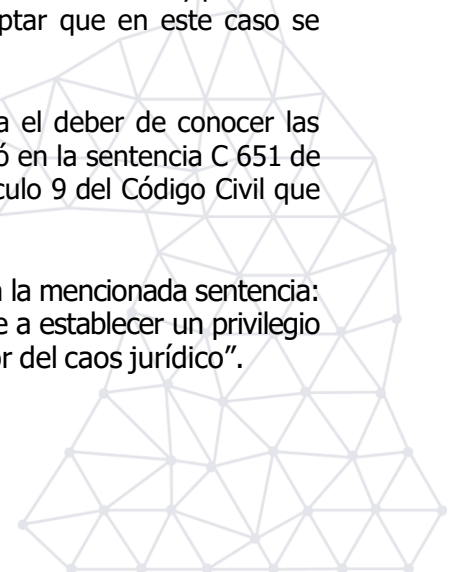 ptar que en este caso se
a el deber de conocer las
ó en la sentencia C 651 de
culo 9 del Código Civil que
la mencionada sentencia:
e a establecer un privilegio
or del caos jurídico”.